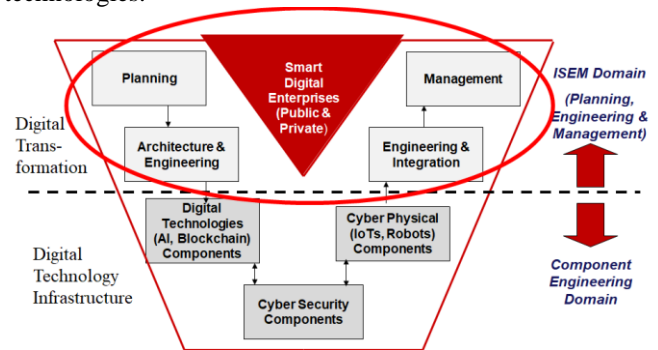 technologies.
Planning
Smart
Digital
Enterprises
(Public &
Private)
Management
ISEM Domain
(Planning,
Engineering &
Management)
Digital
Trans-
formation
Architecture &
Engineering
Engineering &
Integration
Digital
Technologies
(AI, Blockchain)
Components
Cyber Physical
(IoTs, Robots)
Components
Digital
Technology
Infrastructure
Cyber Security
Components
Component
Engineering
Domain